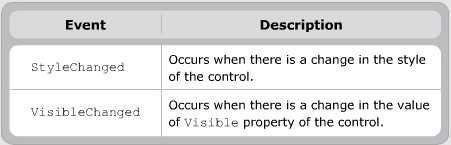 Event Description
StyleChanged
Occurs when there is a change in the style
of the control.
VisibleChanged
Occurs when there is a change in the value
of Visible property of the control.